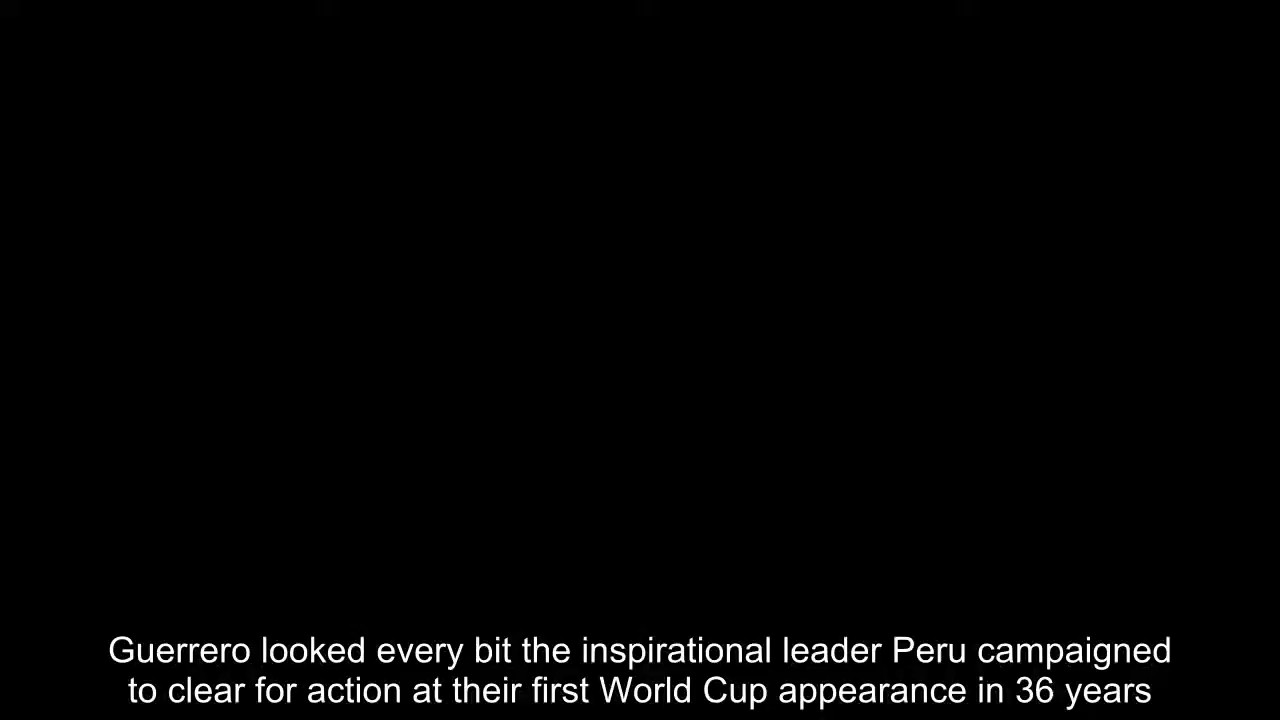 Guerrero looked every bit the inspirational leader Peru campaigned
to clear for action at their first World Cup appearance in 36 years